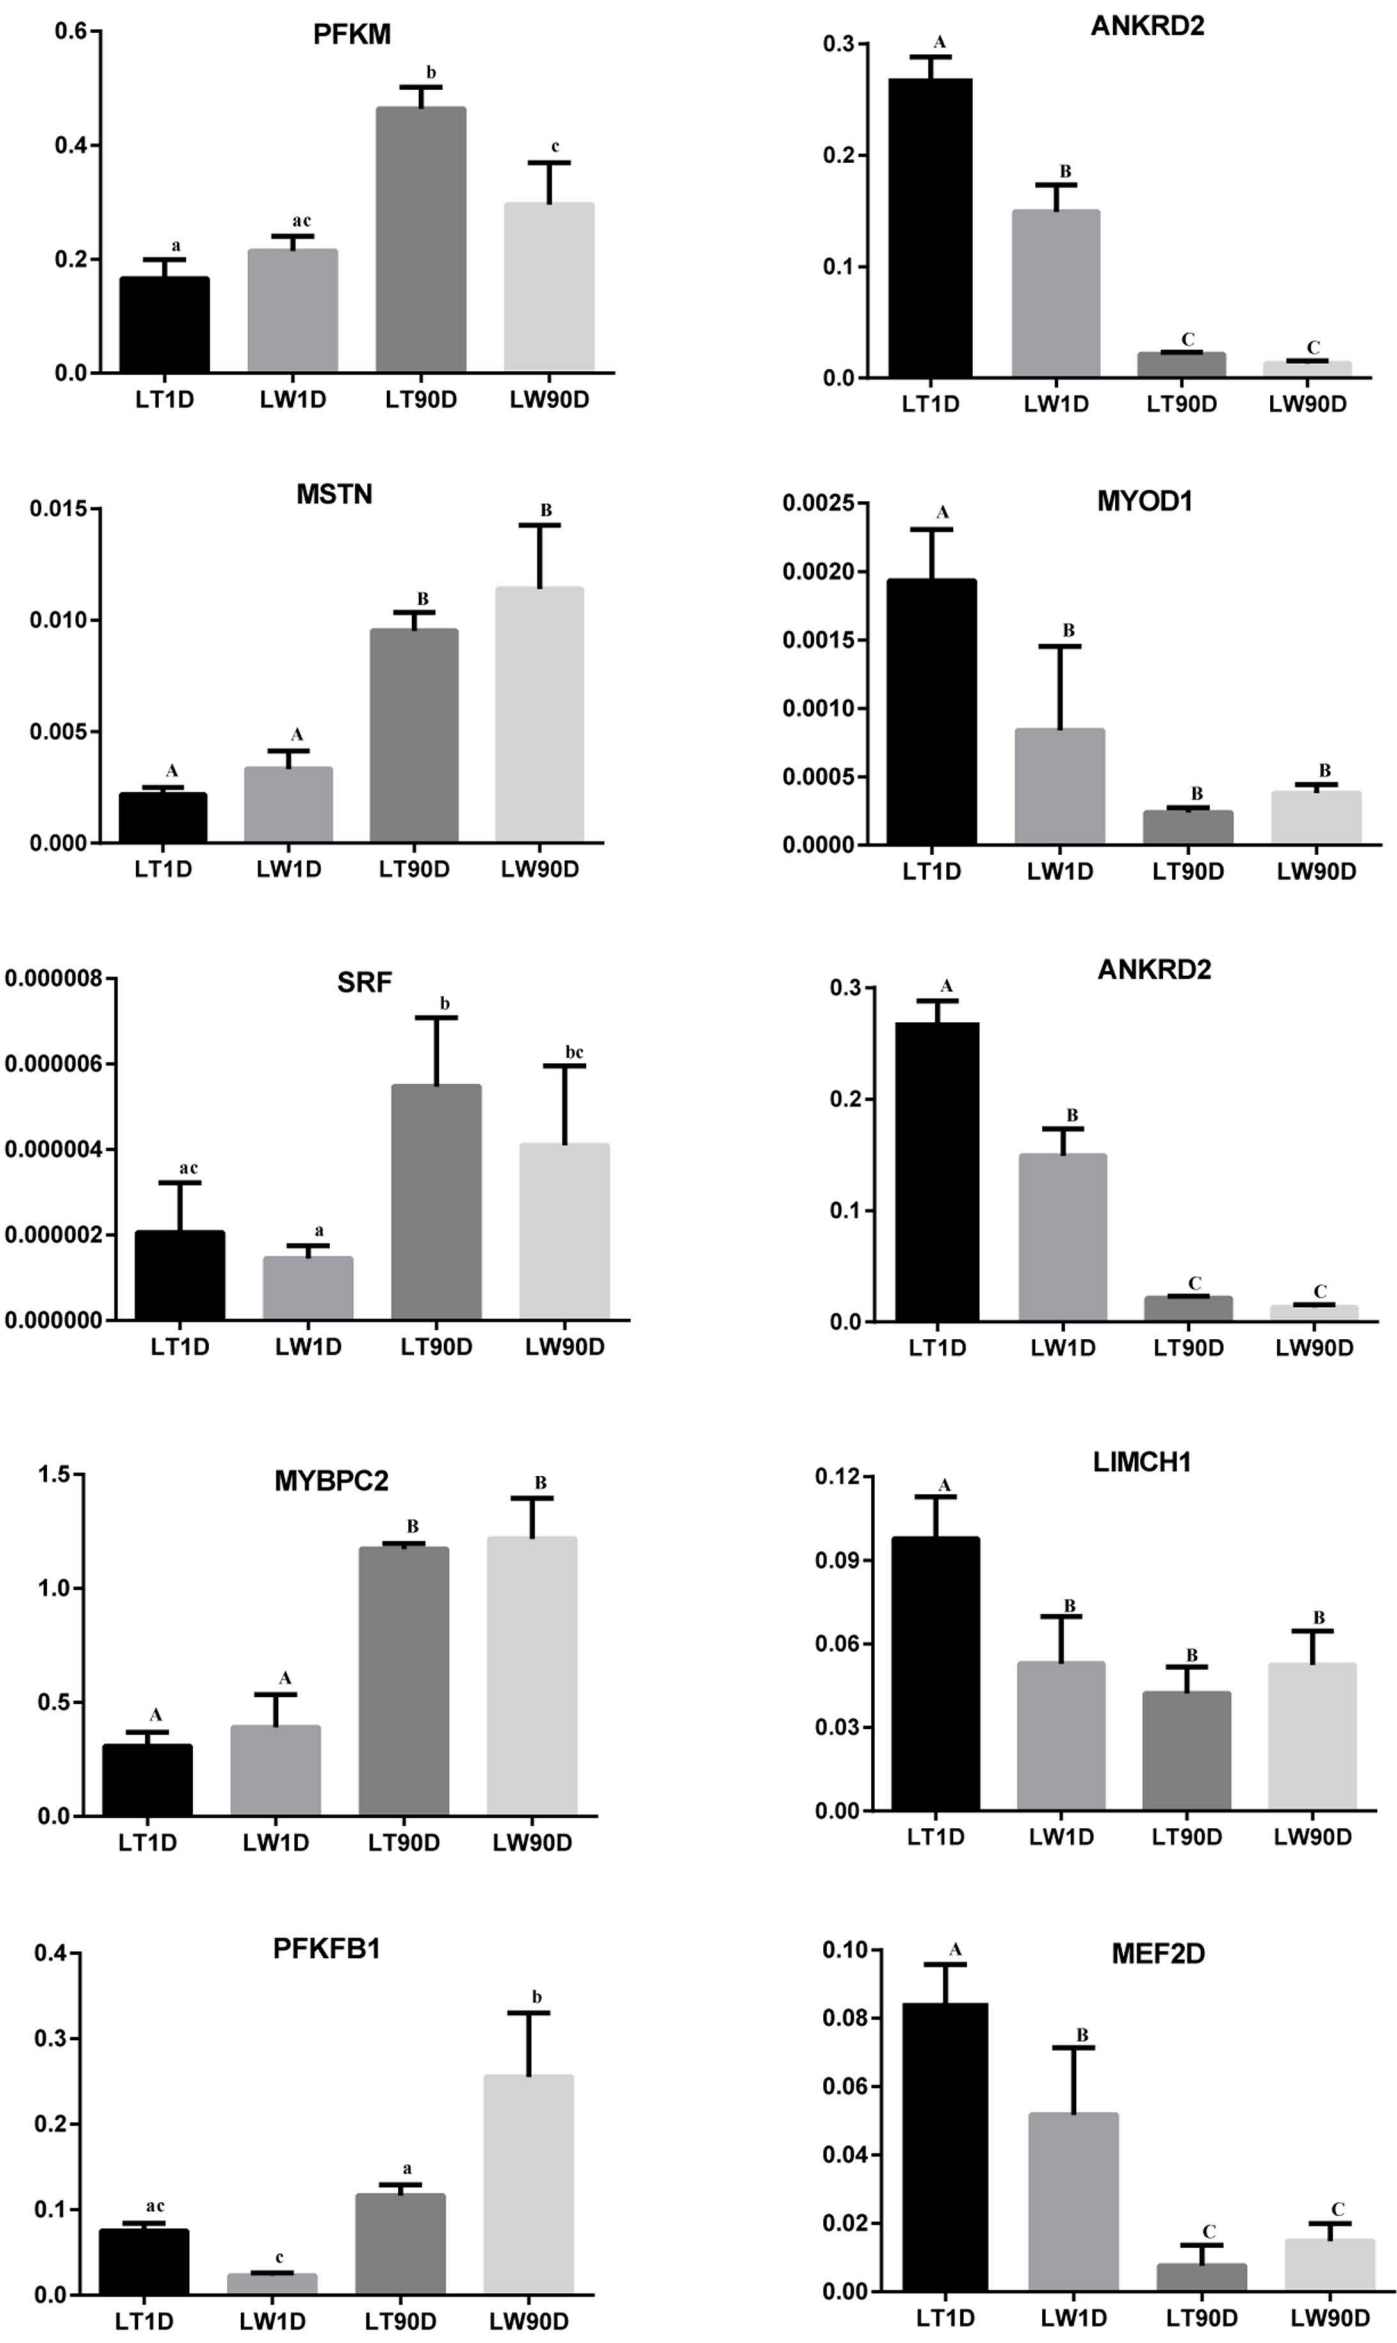 PFKM
0.6
0.4
0.2
0.0
a
ac
b
c
LT1D LW1D LT90D LW90D
ANKRD2
0.3
0.2
0.1
0.0
A
B
C
C
LT1D LW1D LT90D LW90D
MSTN
0.015
0.010
0.005
0.000
A
A
B
B
LT1D LW1D LT90D LW90D
MYOD1
0.0025
0.0020
0.0015
0.0010
0.0005
0.0000
A
B
B
B
LT1D LW1D LT90D LW90D
SRF
0.000008
0.000006
0.000004
0.000002
0.000000
ac
a
b
bc
LT1D LW1D LT90D LW90D
ANKRD2
0.3
0.2
0.1
0.0
A
B
C
C
LT1D LW1D LT90D LW90D
MYBPC2
1.5
1.0
0.5
0.0
A
A
B
B
LT1D LW1D LT90D LW90D
LIMCH1
0.12
0.09
0.06
0.03
0.00
A
B
B
B
LT1D LW1D LT90D LW90D
PFKFB1
0.4
0.3
0.2
0.1
0.0
ac
c
a
b
LT1D LW1D LT90D LW90D
MEF2D
0.10
0.08
0.06
0.04
0.02
0.00
A
B
C
C
LT1D LW1D LT90D LW90D